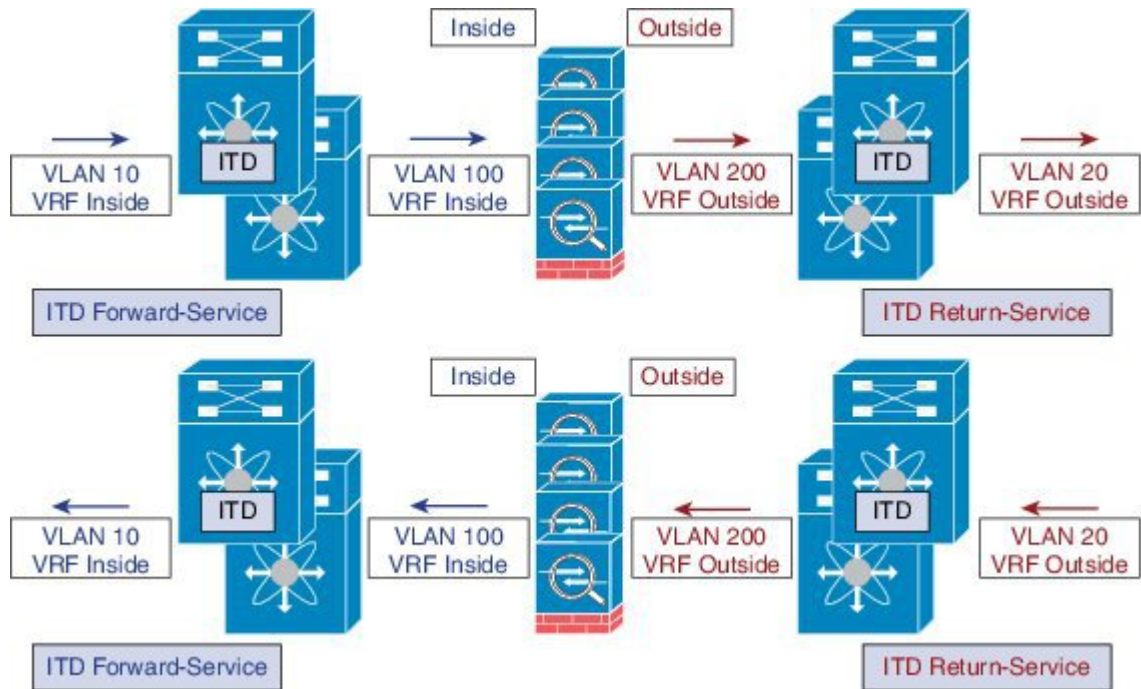 Inside
Outside
ITD
ITD
VLAN 10
VRF Inside
VLAN 100
VRF Inside
VLAN 200
VRF Outside
VLAN 20
VRF Outside
ITD Forward-Service
ITD Return-Service
Inside
Outside
ITD
ITD
VLAN 10
VRF Inside
VLAN 100
VRF Inside
VLAN 200
VRF Outside
VLAN 20
VRF Outside
ITD Forward-Service
ITD Return-Service